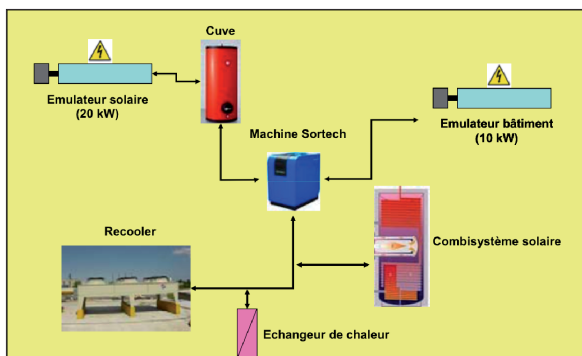 Cuve
Emulateur solaire
(20 kW)
Machine Sortech
Emulateur bâtiment
(10 kW)
Recooler
Combisystème solaire
Echangeur de chaleur